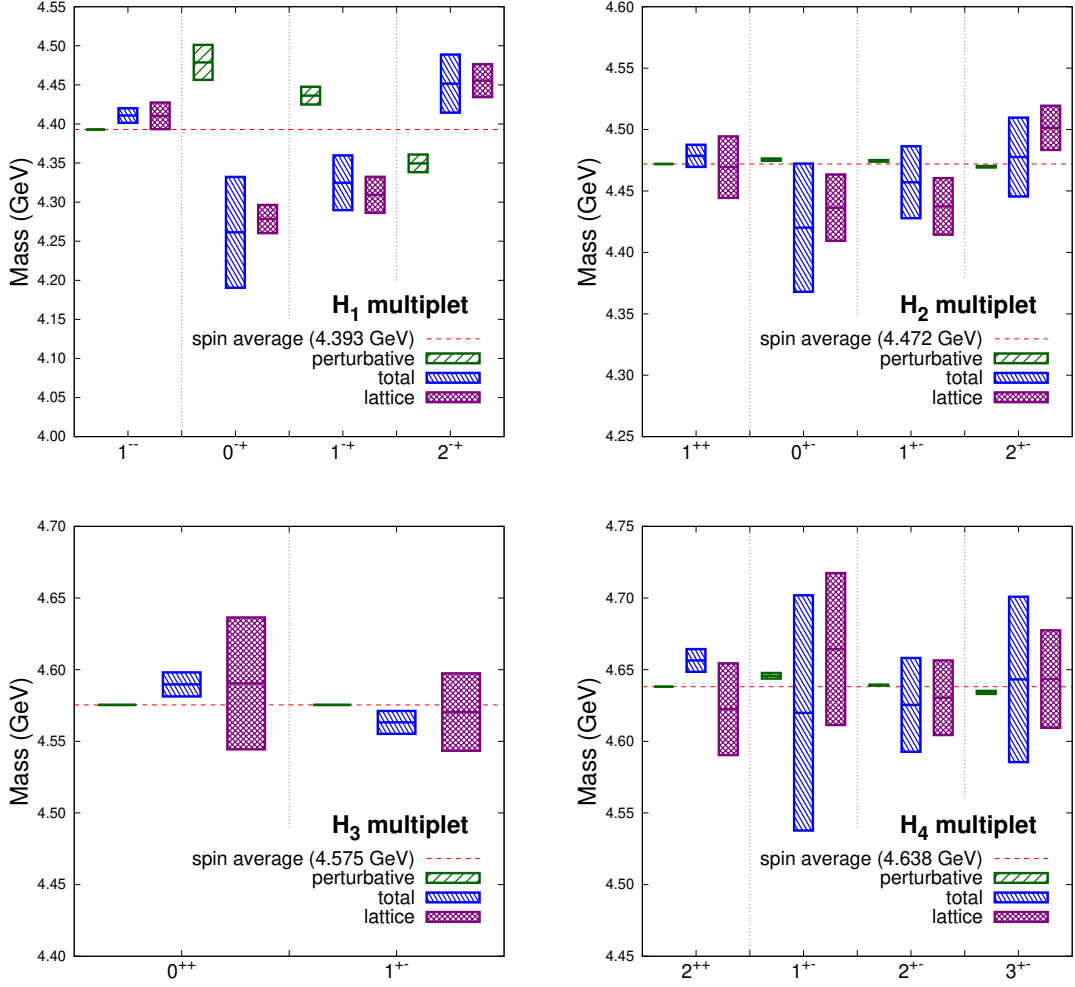 Mass (GeV)
4.55
4.50
4.45
4.40
4.35
4.30
4.25
4.20
4.15
4.10
4.05
4.00
H1 multiplet
spin average (4.393 GeV)
perturbative
total
lattice
1-- 0-+ 1-+ 2-+
Mass (GeV)
4.60
4.55
4.50
4.45
4.40
4.35
4.30
4.25
H2 multiplet
spin average (4.472 GeV)
perturbative
total
lattice
1++ 0+- 1+- 2+-
Mass (GeV)
4.70
4.65
4.60
4.55
4.50
4.45
4.40
H3 multiplet
spin average (4.575 GeV)
perturbative
total
lattice
0++ 1+-
Mass (GeV)
4.75
4.70
4.65
4.60
4.55
4.50
4.45
H4 multiplet
spin average (4.638 GeV)
perturbative
total
lattice
2++ 1+- 2+- 3+-